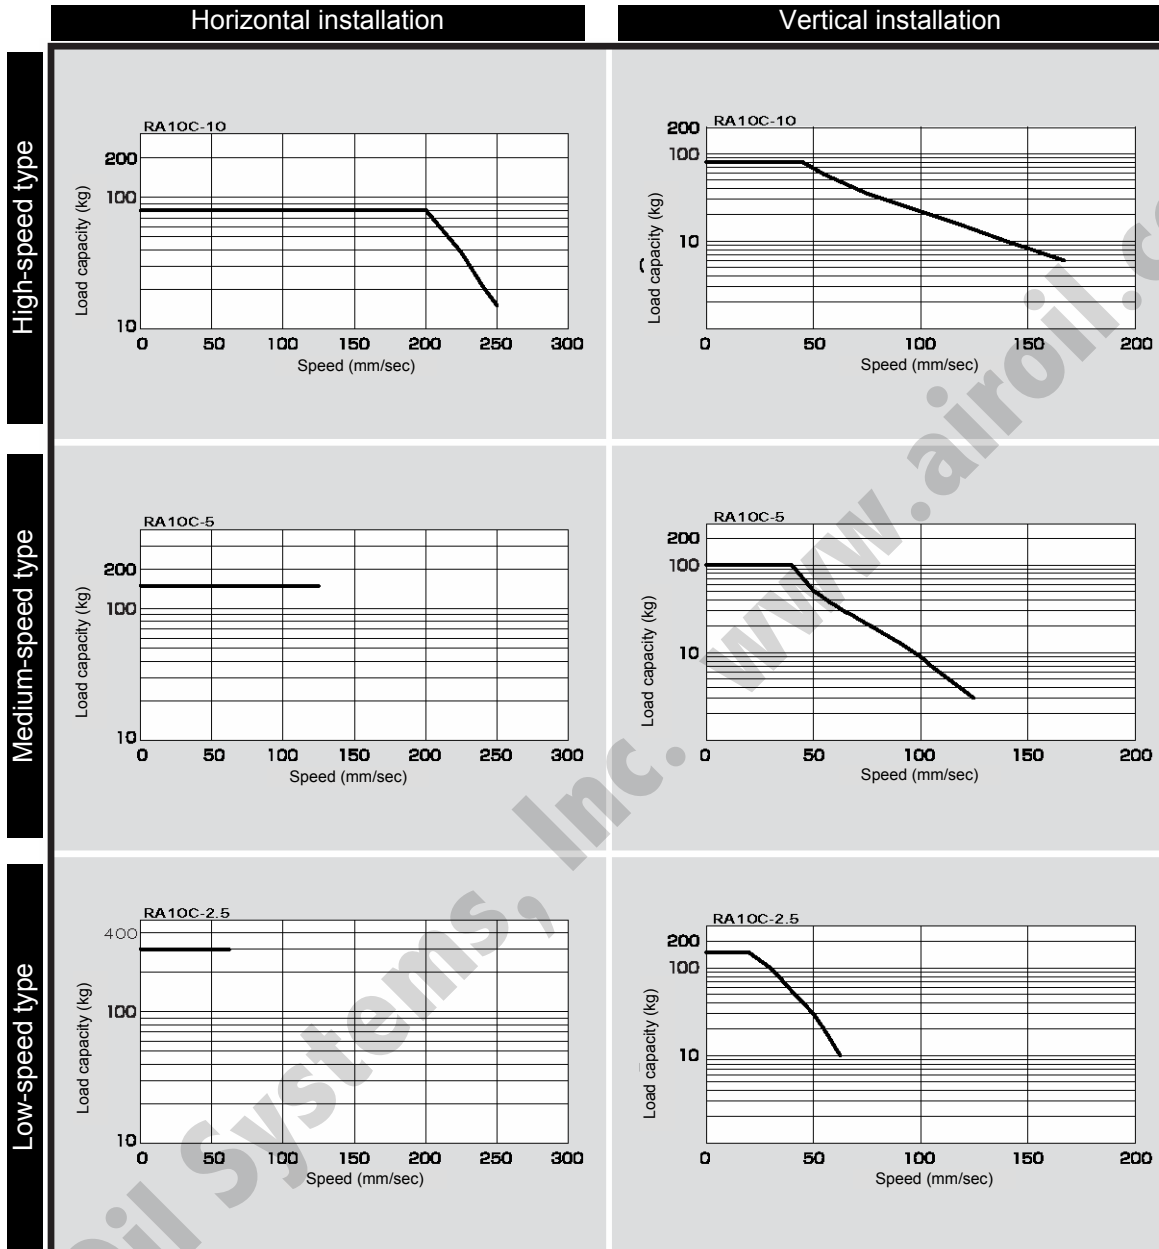 Horizontal installation
Vertical installation
High-speed type
RA10C-10
Load capacity (kg)
200
100
10
0 50 100 150 200 250 300
Speed (mm/sec)
RA10C-10
Load capacity (kg)
200
100
10
0 50 100 150 200
Speed (mm/sec)
Medium-speed type
RA10C-5
Load capacity (kg)
200
100
10
0 50 100 150 200 250 300
Speed (mm/sec)
RA10C-5
Load capacity (kg)
200
100
10
0 50 100 150 200
Speed (mm/sec)
Low-speed type
RA10C-2.5
Load capacity (kg)
400
100
10
0 50 100 150 200 250 300
Speed (mm/sec)
RA10C-2.5
Load capacity (kg)
200
100
10
0 50 100 150 200
Speed (mm/sec)
Oil Systems, Inc. www.airoil.c